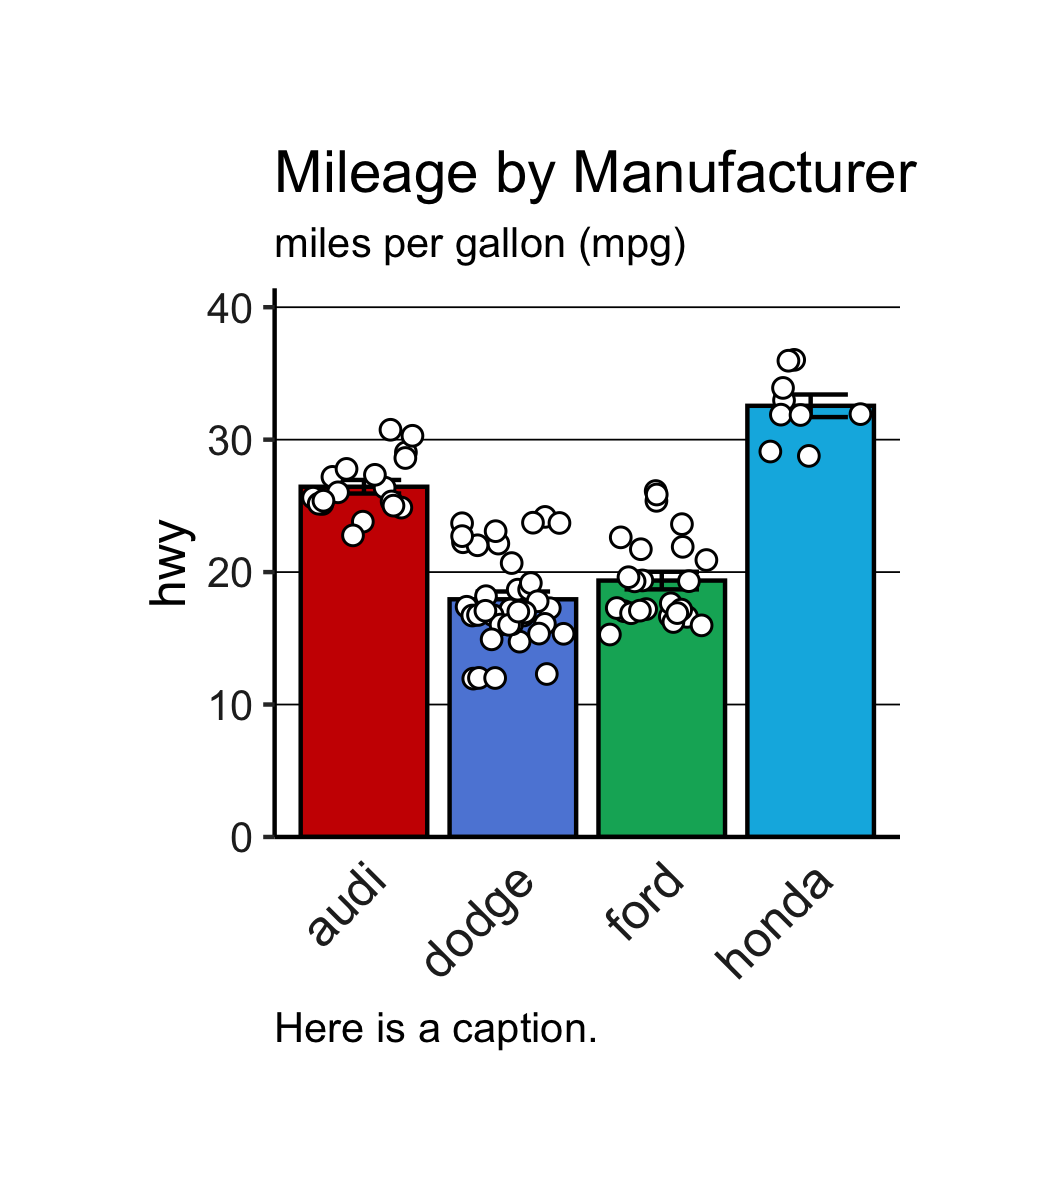 Mileage by Manufacturer
miles per gallon (mpg)
hwy
40
30
20
10
0
audi
dodge
ford
honda
Here is a caption.